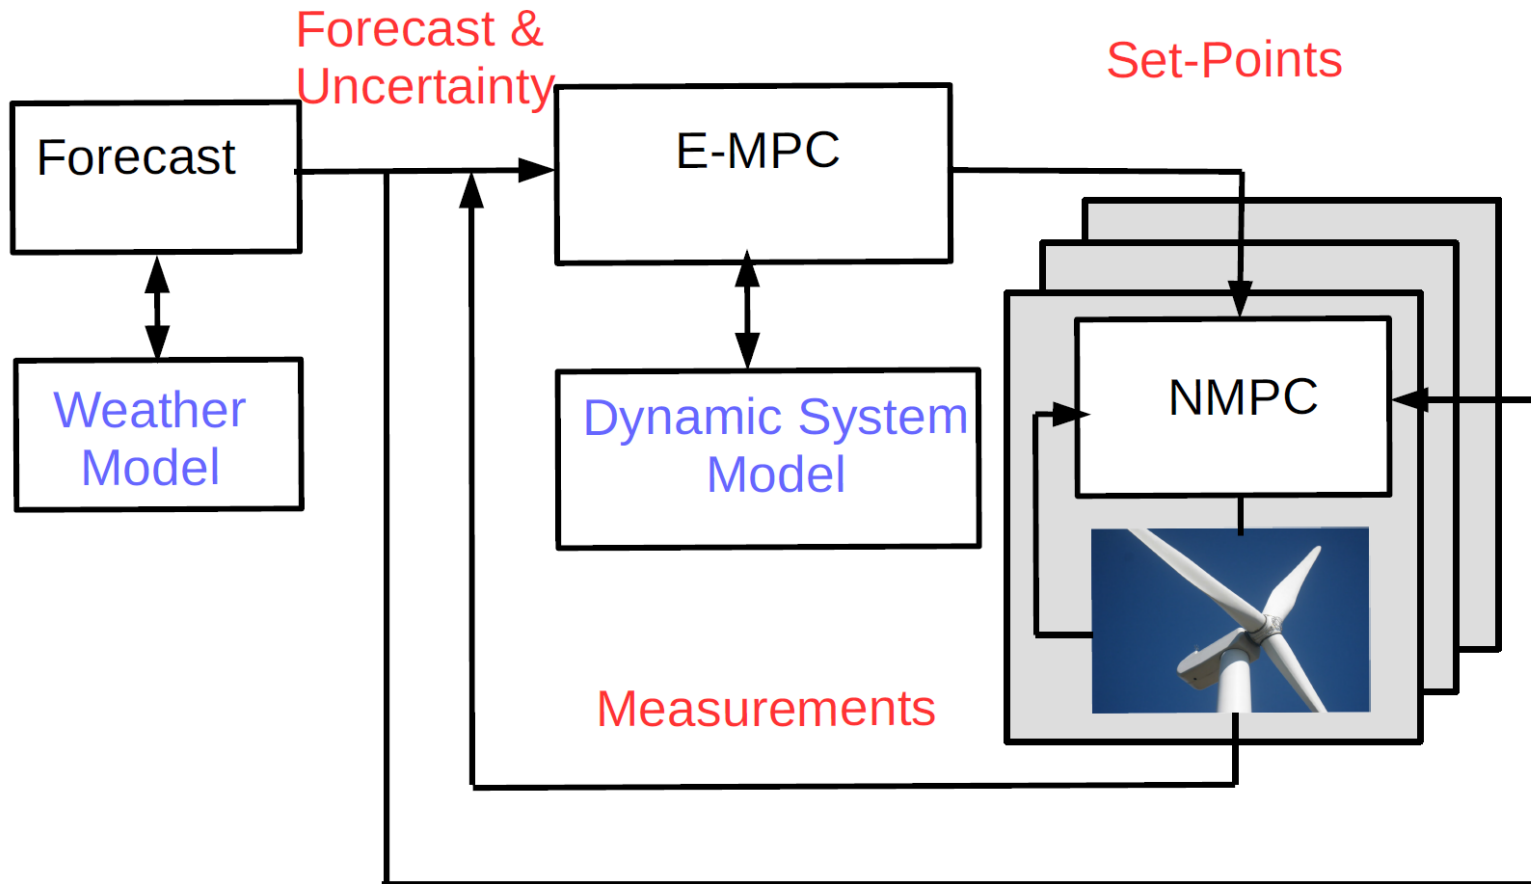 Forecast &
Uncertainty
Set-Points
Forecast
E-MPC
Weather
Model
Dynamic System
Model
NMPC
Measurements